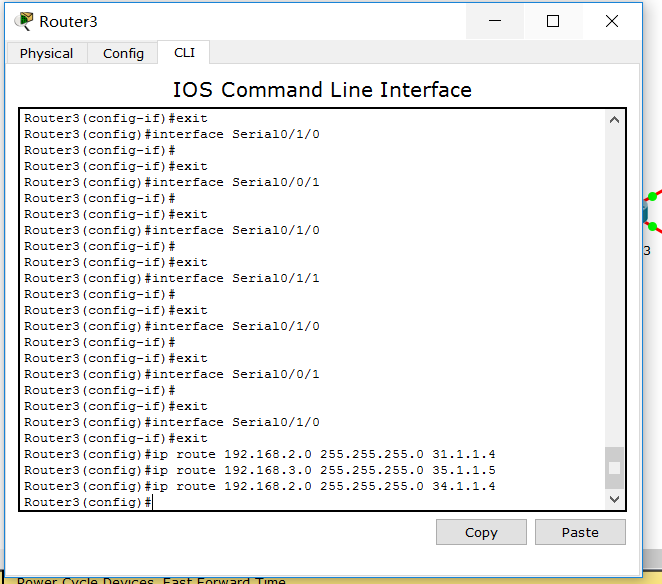 Router3
Physical
Config
CLI
IOS Command Line Interface
Router3(config-if)#exit
Router3(config)#interface Serial0/1/0
Router3(config-if)#
Router3(config-if)#exit
Router3(config)#interface Serial0/0/1
Router3(config-if)#
Router3(config-if)#exit
Router3(config)#interface Serial0/1/0
Router3(config-if)#
Router3(config-if)#exit
Router3(config)#interface Serial0/1/1
Router3(config-if)#
Router3(config-if)#exit
Router3(config)#interface Serial0/1/0
Router3(config-if)#
Router3(config-if)#exit
Router3(config)#interface Serial0/0/1
Router3(config-if)#
Router3(config-if)#exit
Router3(config)#interface Serial0/1/0
Router3(config-if)#exit
Router3(config)#ip route 192.168.2.0 255.255.255.0 31.1.1.4
Router3(config)#ip route 192.168.3.0 255.255.255.0 35.1.1.5
Router3(config)#ip route 192.168.2.0 255.255.255.0 34.1.1.4
Router3(config)#
Copy
Paste
3
Power Cycle Devices Fast Forward Time